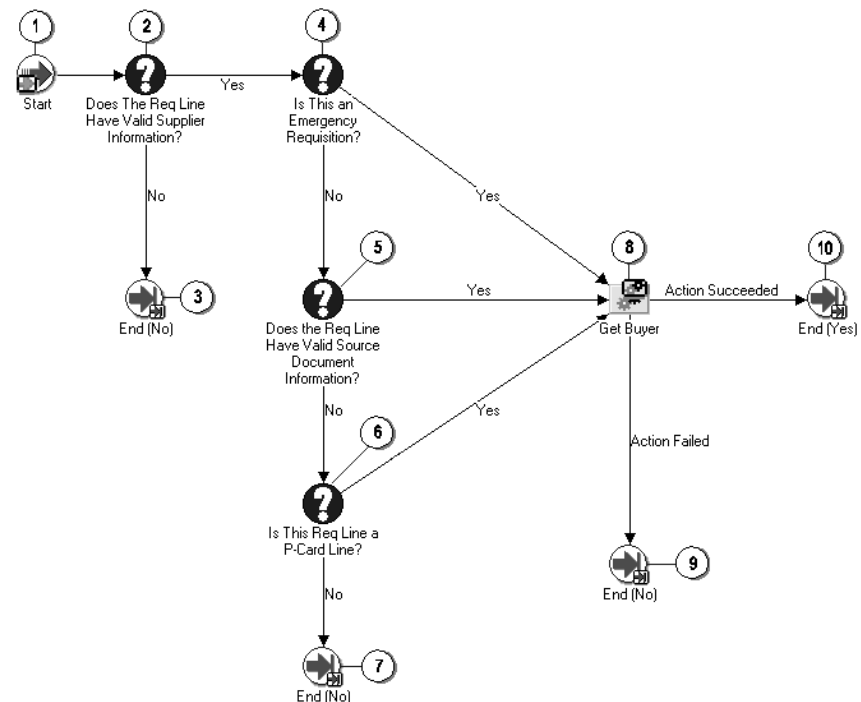 1
2
4
Start
Does The Req Line
Have Valid Supplier
Information?
Yes
Is This an
Emergency
Requisition?
No
No
Yes
5
8
10
3
End (No)
Yes
Action Succeeded
Does the Req Line
Have Valid Source
Document
Information?
Get Buyer
End (Yes)
No
6
Yes
Action Failed
Is This Req Line a
P-Card Line?
No
9
End (No)
7
End (No)